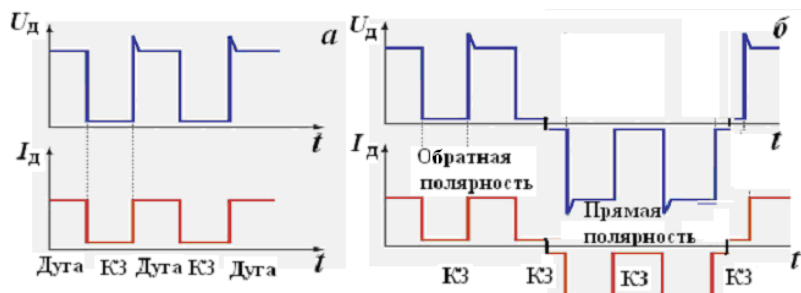 Uд
а
t
Iд
t
Дуга КЗ Дуга КЗ Дуга
Uд
б
t
Iд
Обратная
полярность
Прямая
полярность
t
КЗ КЗ КЗ КЗ